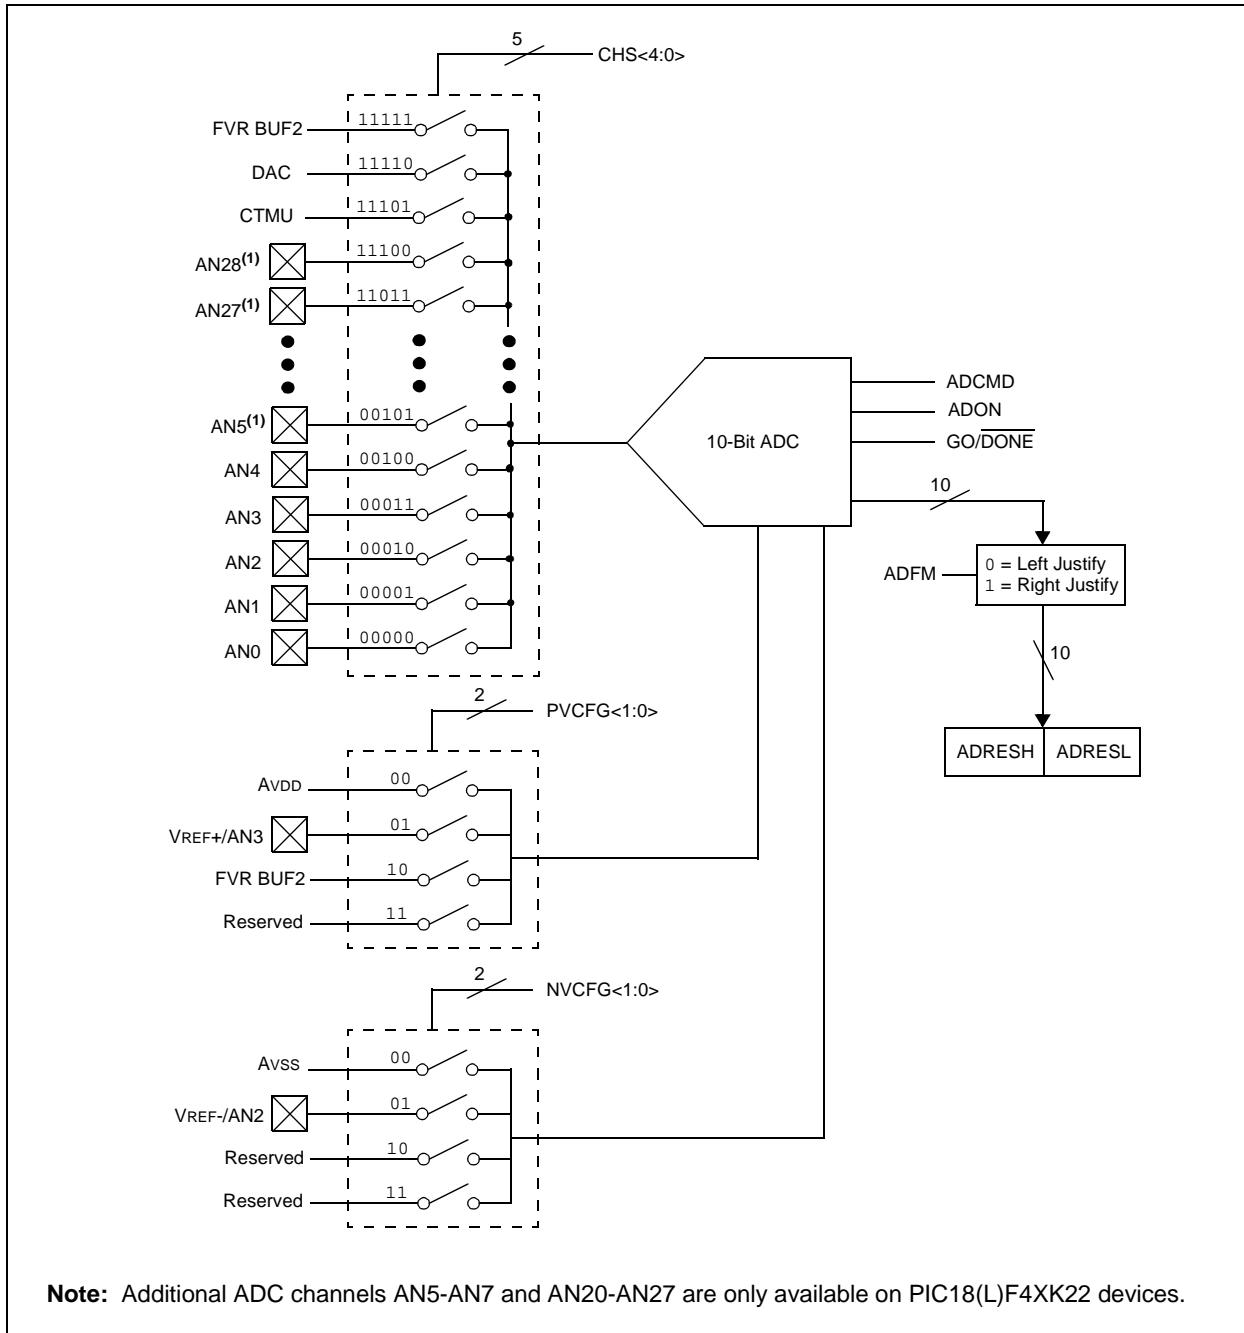 5
CHS<4:0>
FVR BUF2 11111
DAC 11110
CTMU 11101
AN28(1) 11100
AN27(1) 11011
AN5(1) 00101
AN4 00100
AN3 00011
AN2 00010
AN1 00001
AN0 00000
10-Bit ADC
ADCMD
ADON
GO/DONE
10
ADFM
0 = Left Justify
1 = Right Justify
10
ADRESH ADRESL
2
PVCFG<1:0>
AVDD 00
VREF+/AN3 01
FVR BUF2 10
Reserved 11
2
NVCFG<1:0>
AVSS 00
VREF-/AN2 01
Reserved 10
Reserved 11
Note: Additional ADC channels AN5-AN7 and AN20-AN27 are only available on PIC18(L)F4XK22 devices.